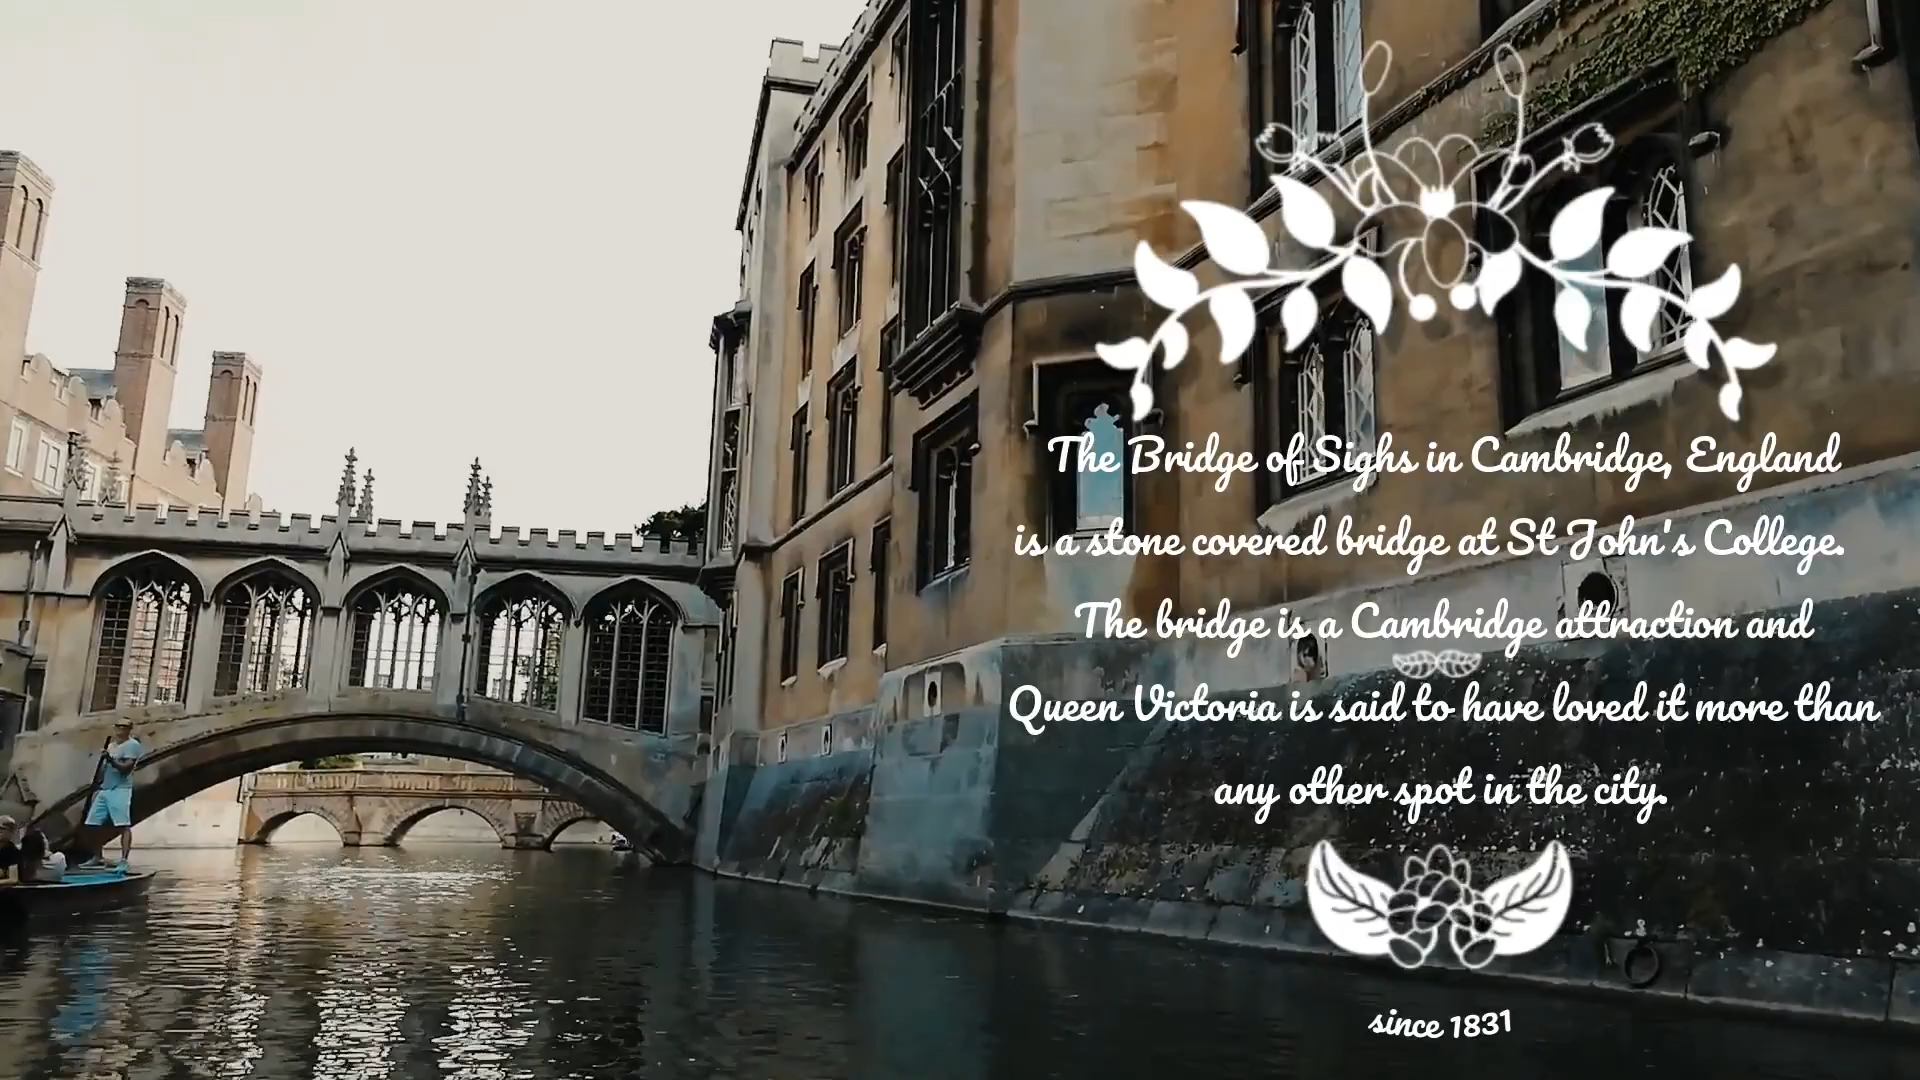 The Bridge of Sighs in Cambridge, England
is a stone covered bridge at St John's College.
The bridge is a Cambridge attraction and
Queen Victoria is said to have loved it more than
any other spot in the city.
since 1831